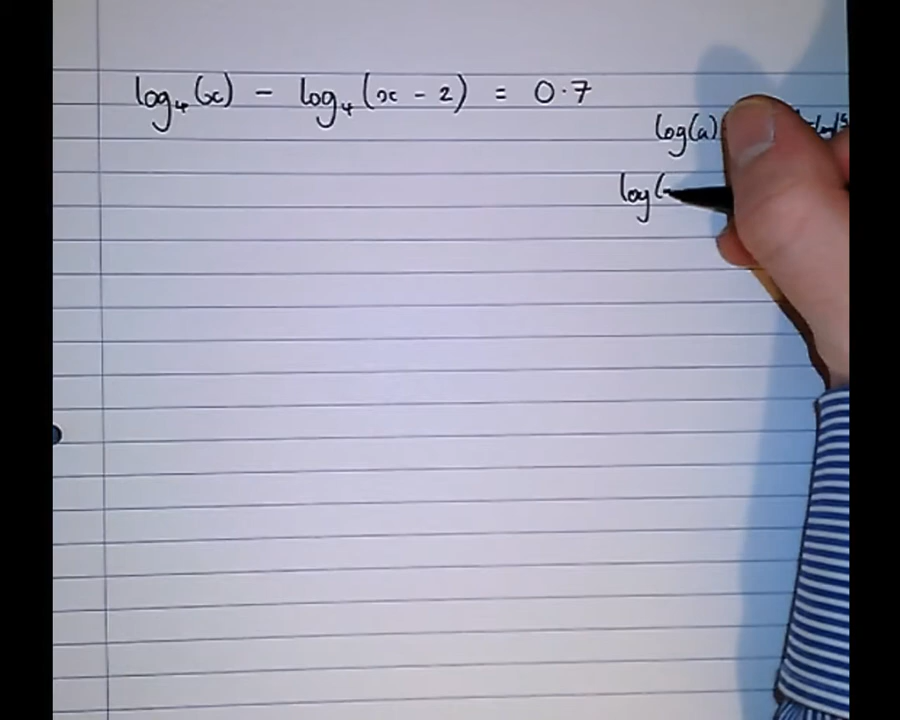 log₄(x) - log₄(x - 2) = 0.7
log(a)
log(